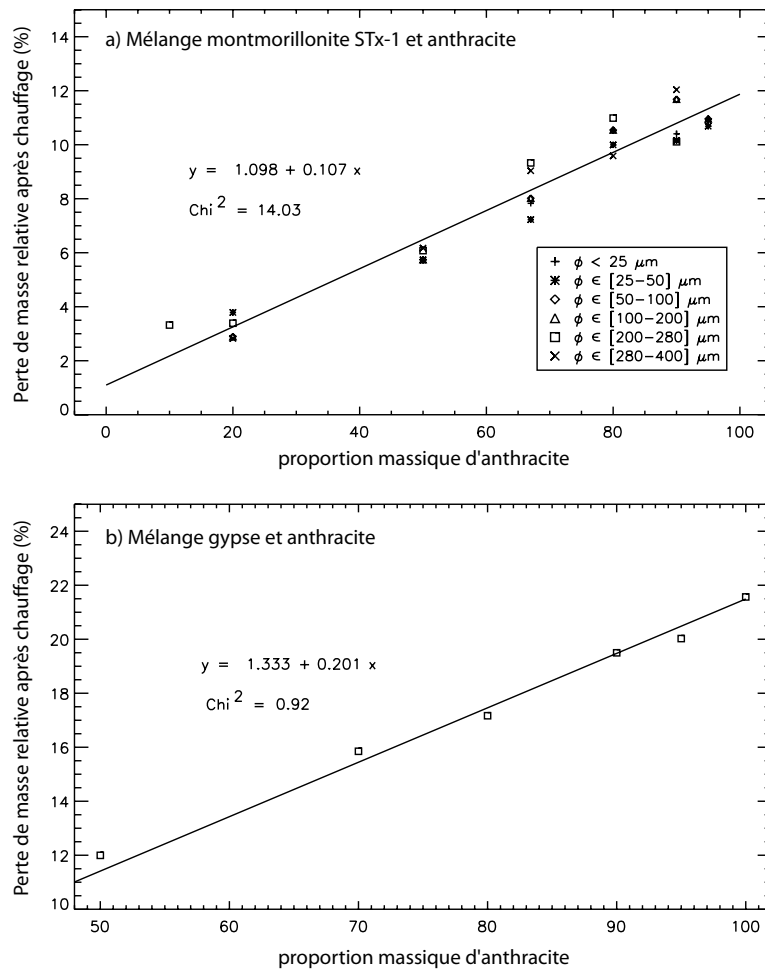 a) Mélange montmorillonite STx-1 et anthracite
Perte de masse relative après chauffage (%)
14
12
10
8
6
4
2
0
y = 1.098 + 0.107 x
Chi 2 = 14.03
+ ϕ < 25 μm
ϕ ∈ [25–50] μm
ϕ ∈ [50–100] μm
ϕ ∈ [100–200] μm
ϕ ∈ [200–280] μm
ϕ ∈ [280–400] μm
0 20 40 60 80 100
proportion massique d'anthracite
b) Mélange gypse et anthracite
Perte de masse relative après chauffage (%)
24
22
20
18
16
14
12
10
y = 1.333 + 0.201 x
Chi 2 = 0.92
50 60 70 80 90 100
proportion massique d'anthracite